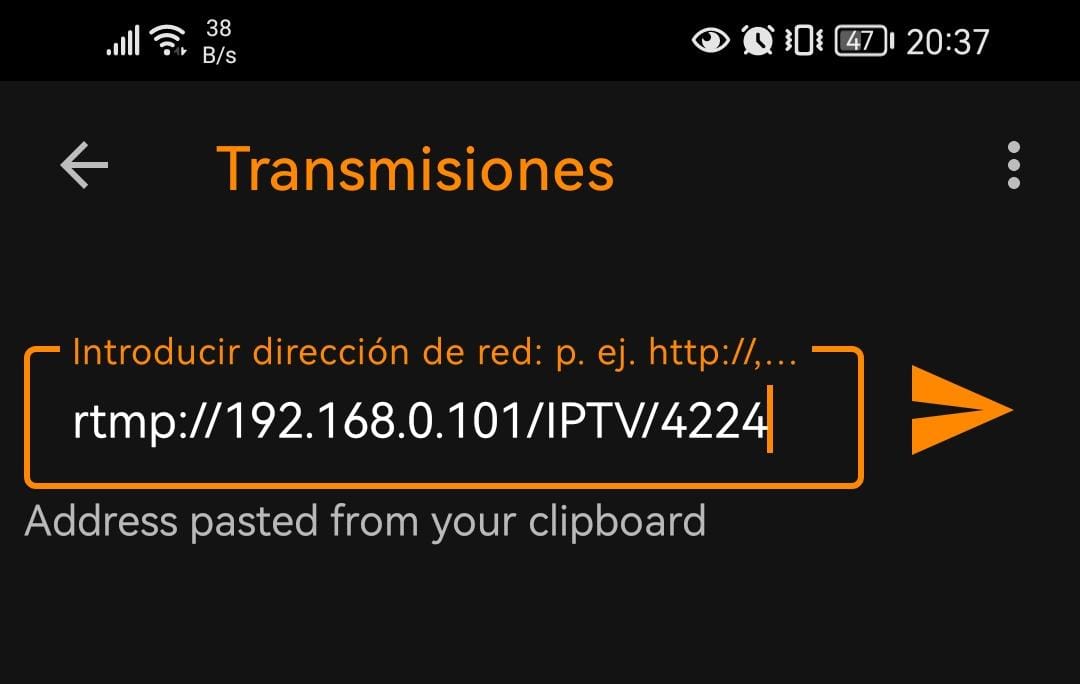 38
B/s
47
20:37
Transmisiones
Introducir dirección de red: p. ej. http://,...
rtmp://192.168.0.101/IPTV/4224
Address pasted from your clipboard